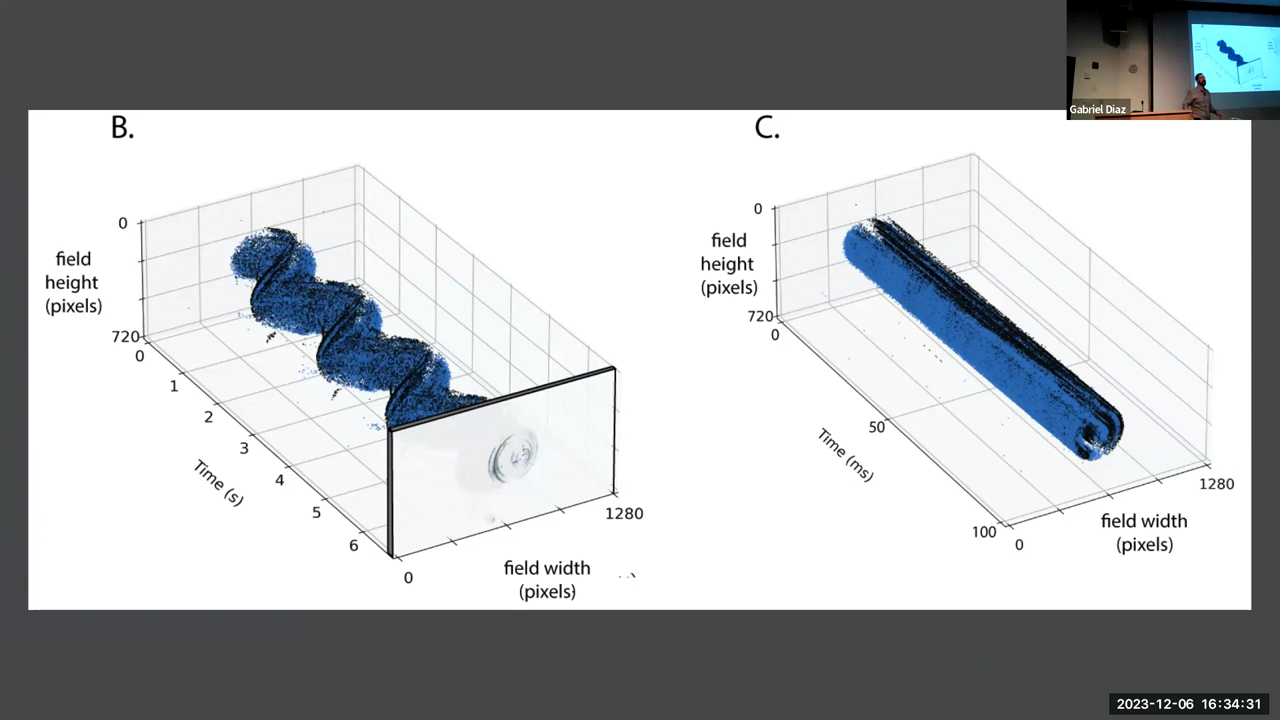 Gabriel Diaz
B.
0
field
height
(pixels)
720
0
1
2
3
4
5
6
Time (s)
0
1280
field width
(pixels)
C.
0
field
height
(pixels)
720
0
50
100
Time (ms)
0
1280
field width
(pixels)
2023-12-06 16:34:31